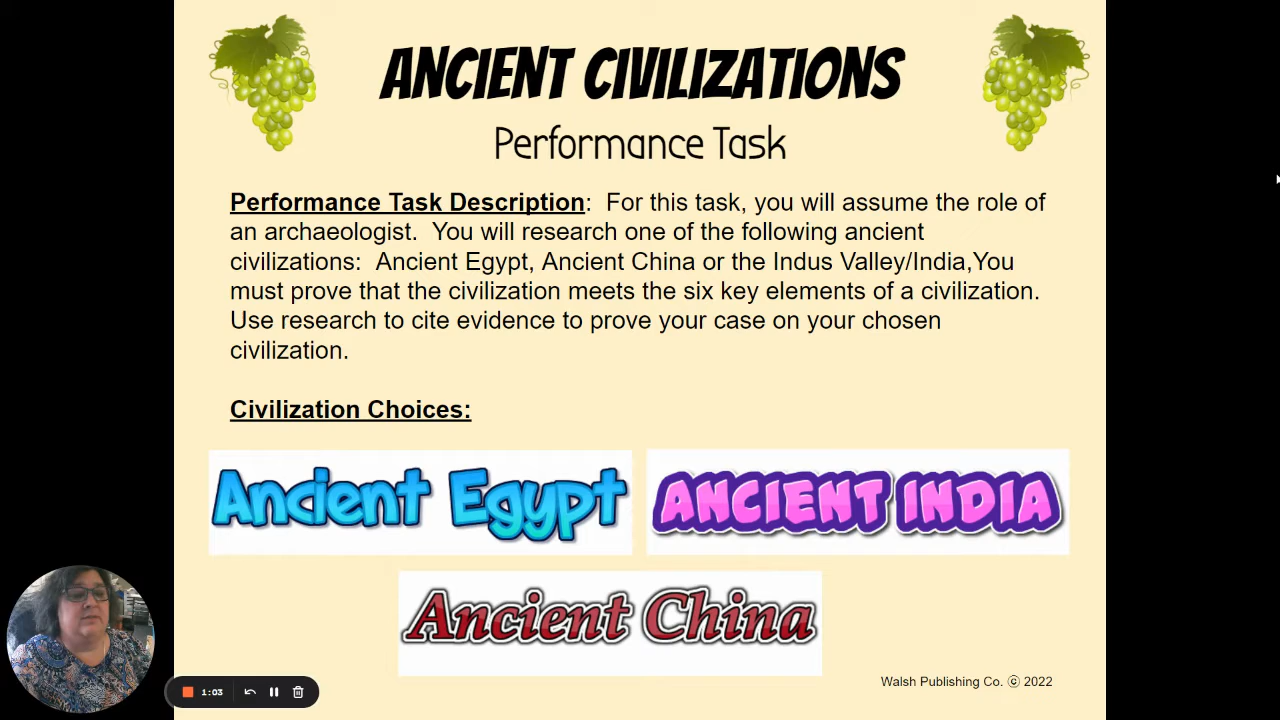 ANCIENT CIVILIZATIONS
Performance Task
Performance Task Description:  For this task, you will assume the role of
an archaeologist.  You will research one of the following ancient
civilizations:  Ancient Egypt, Ancient China or the Indus Valley/India,You
must prove that the civilization meets the six key elements of a civilization.
Use research to cite evidence to prove your case on your chosen
civilization.
Civilization Choices:
Ancient Egypt
ANCIENT INDIA
Ancient China
Walsh Publishing Co. ⓒ 2022
1:03